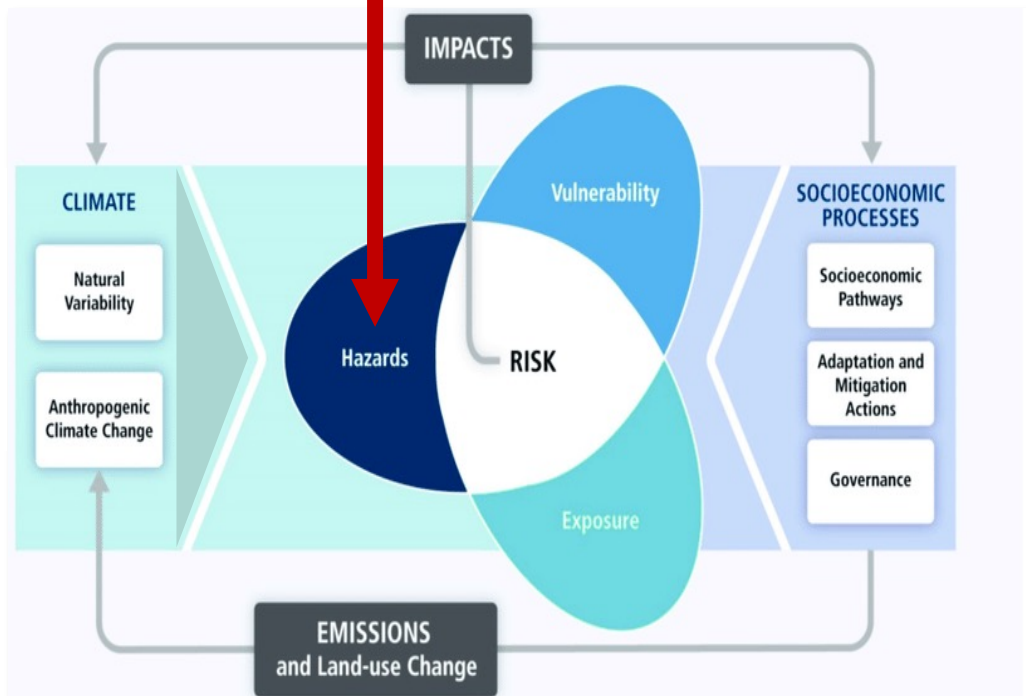 IMPACTS
CLIMATE
Natural
Variability
Anthropogenic
Climate Change
Vulnerability
Hazards
RISK
Exposure
SOCIOECONOMIC
PROCESSES
Socioeconomic
Pathways
Adaptation and
Mitigation
Actions
Governance
EMISSIONS
and Land-use Change